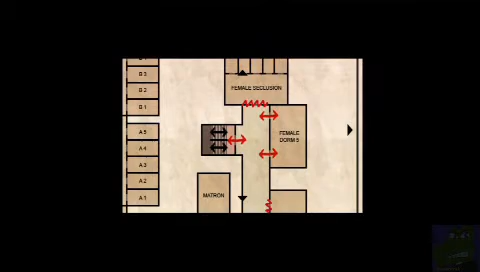 B 3
B 2
B 1
A 5
A 4
A 3
A 2
A 1
FEMALE SECLUSION
FEMALE
DORM 5
MATRON